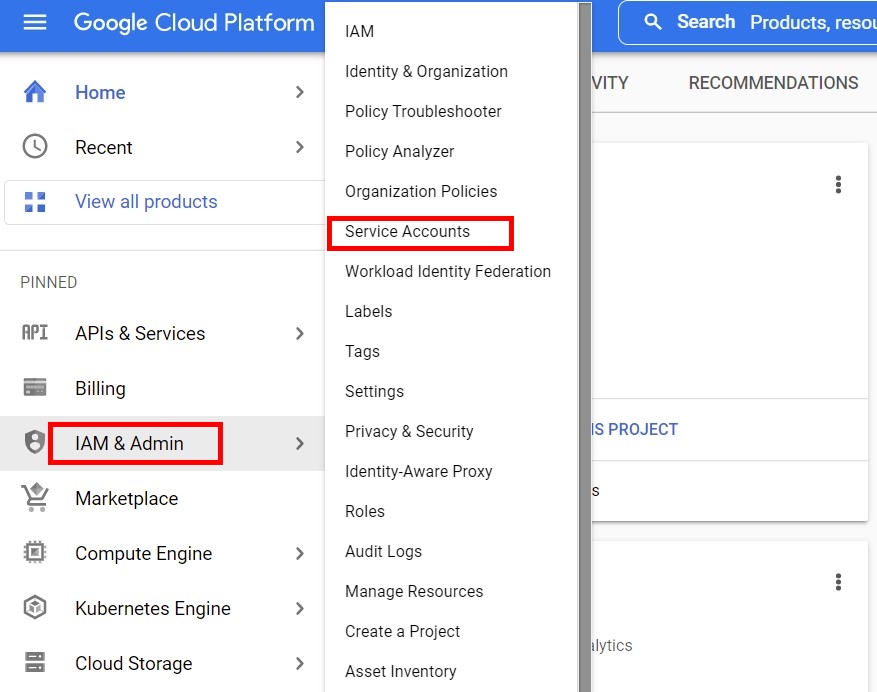 Google Cloud Platform
Search Products, resou
Home
Recent
View all products
PINNED
API APIs & Services
Billing
IAM & Admin
Marketplace
Compute Engine
Kubernetes Engine
Cloud Storage
IAM
Identity & Organization
Policy Troubleshooter
Policy Analyzer
Organization Policies
Service Accounts
Workload Identity Federation
Labels
Tags
Settings
Privacy & Security
Identity-Aware Proxy
Roles
Audit Logs
Manage Resources
Create a Project
Asset Inventory
VITY
RECOMMENDATIONS
IS PROJECT
s
alytics